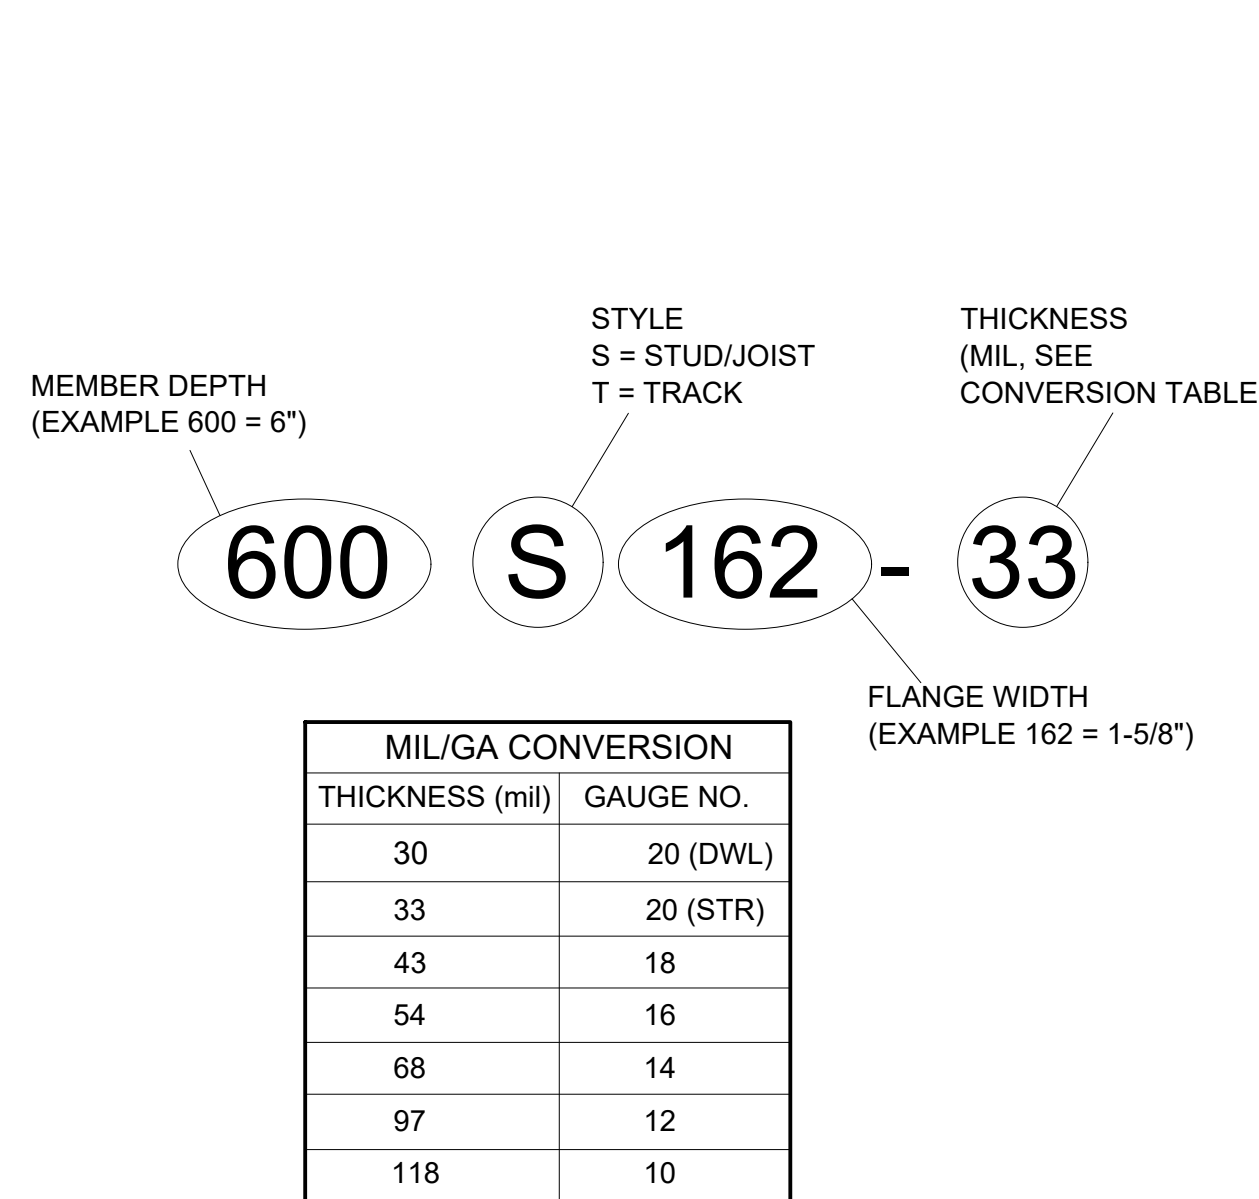 STYLE
S = STUD/JOIST
T = TRACK
THICKNESS
(MIL, SEE
CONVERSION TABLE
MEMBER DEPTH
(EXAMPLE 600 = 6")
600 S 162 - 33
FLANGE WIDTH
(EXAMPLE 162 = 1-5/8")
MIL/GA CONVERSION
THICKNESS (mil) GAUGE NO.
30 20 (DWL)
33 20 (STR)
43 18
54 16
68 14
97 12
118 10